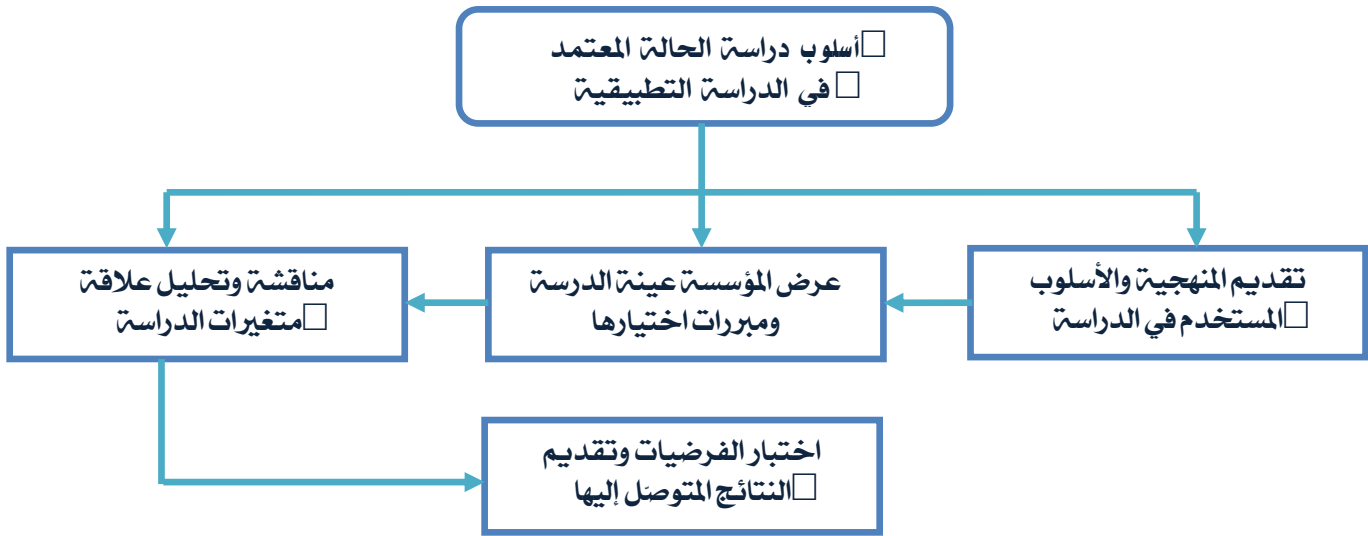 أسلوب دراسة الحالة المعتمد
في الدراسة التطبيقية
تقديم المنهجية والأسلوب
المستخدم في الدراسة
عرض المؤسسة عينة الدرسة
ومبررات اختيارها
مناقشة وتحليل علاقة
متغيرات الدراسة
اختبار الفرضيات وتقديم
النتائج المتوصّل إليها